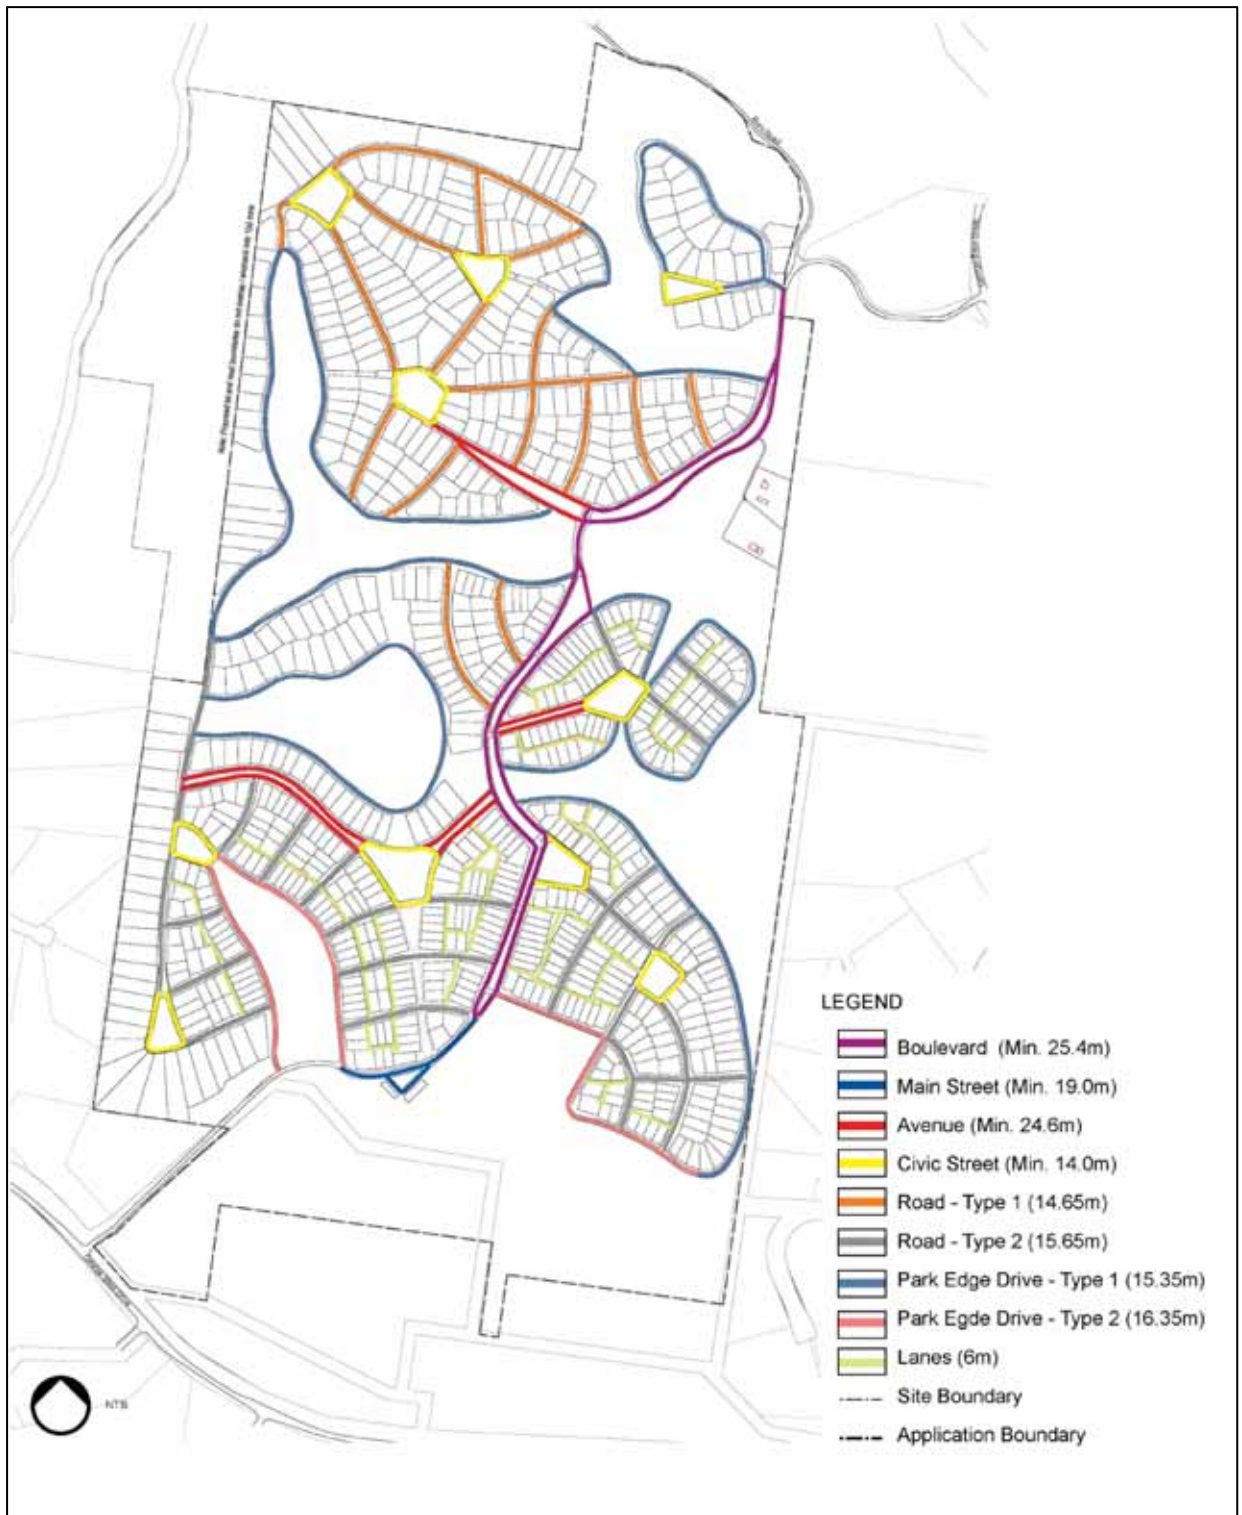 LEGEND
Boulevard (Min. 25.4m)
Main Street (Min. 19.0m)
Avenue (Min. 24.6m)
Civic Street (Min. 14.0m)
Road - Type 1 (14.65m)
Road - Type 2 (15.65m)
Park Edge Drive - Type 1 (15.35m)
Park Egde Drive - Type 2 (16.35m)
Lanes (6m)
Site Boundary
Application Boundary
NTS